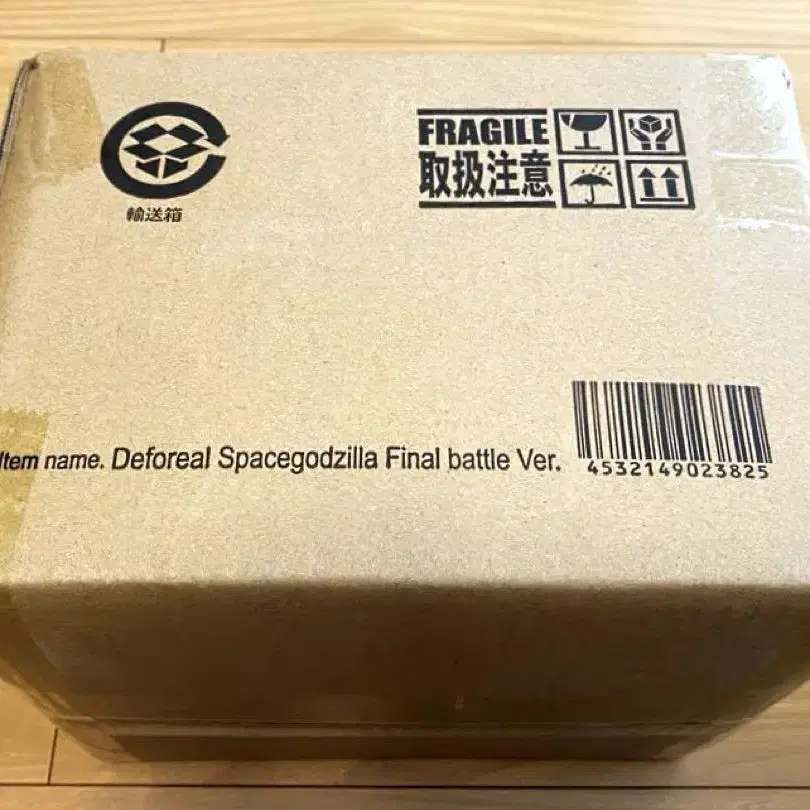 FRAGILE
取扱注意
輸送箱
Item name. Deforeal Spacegodzilla Final battle Ver.
4532149023825